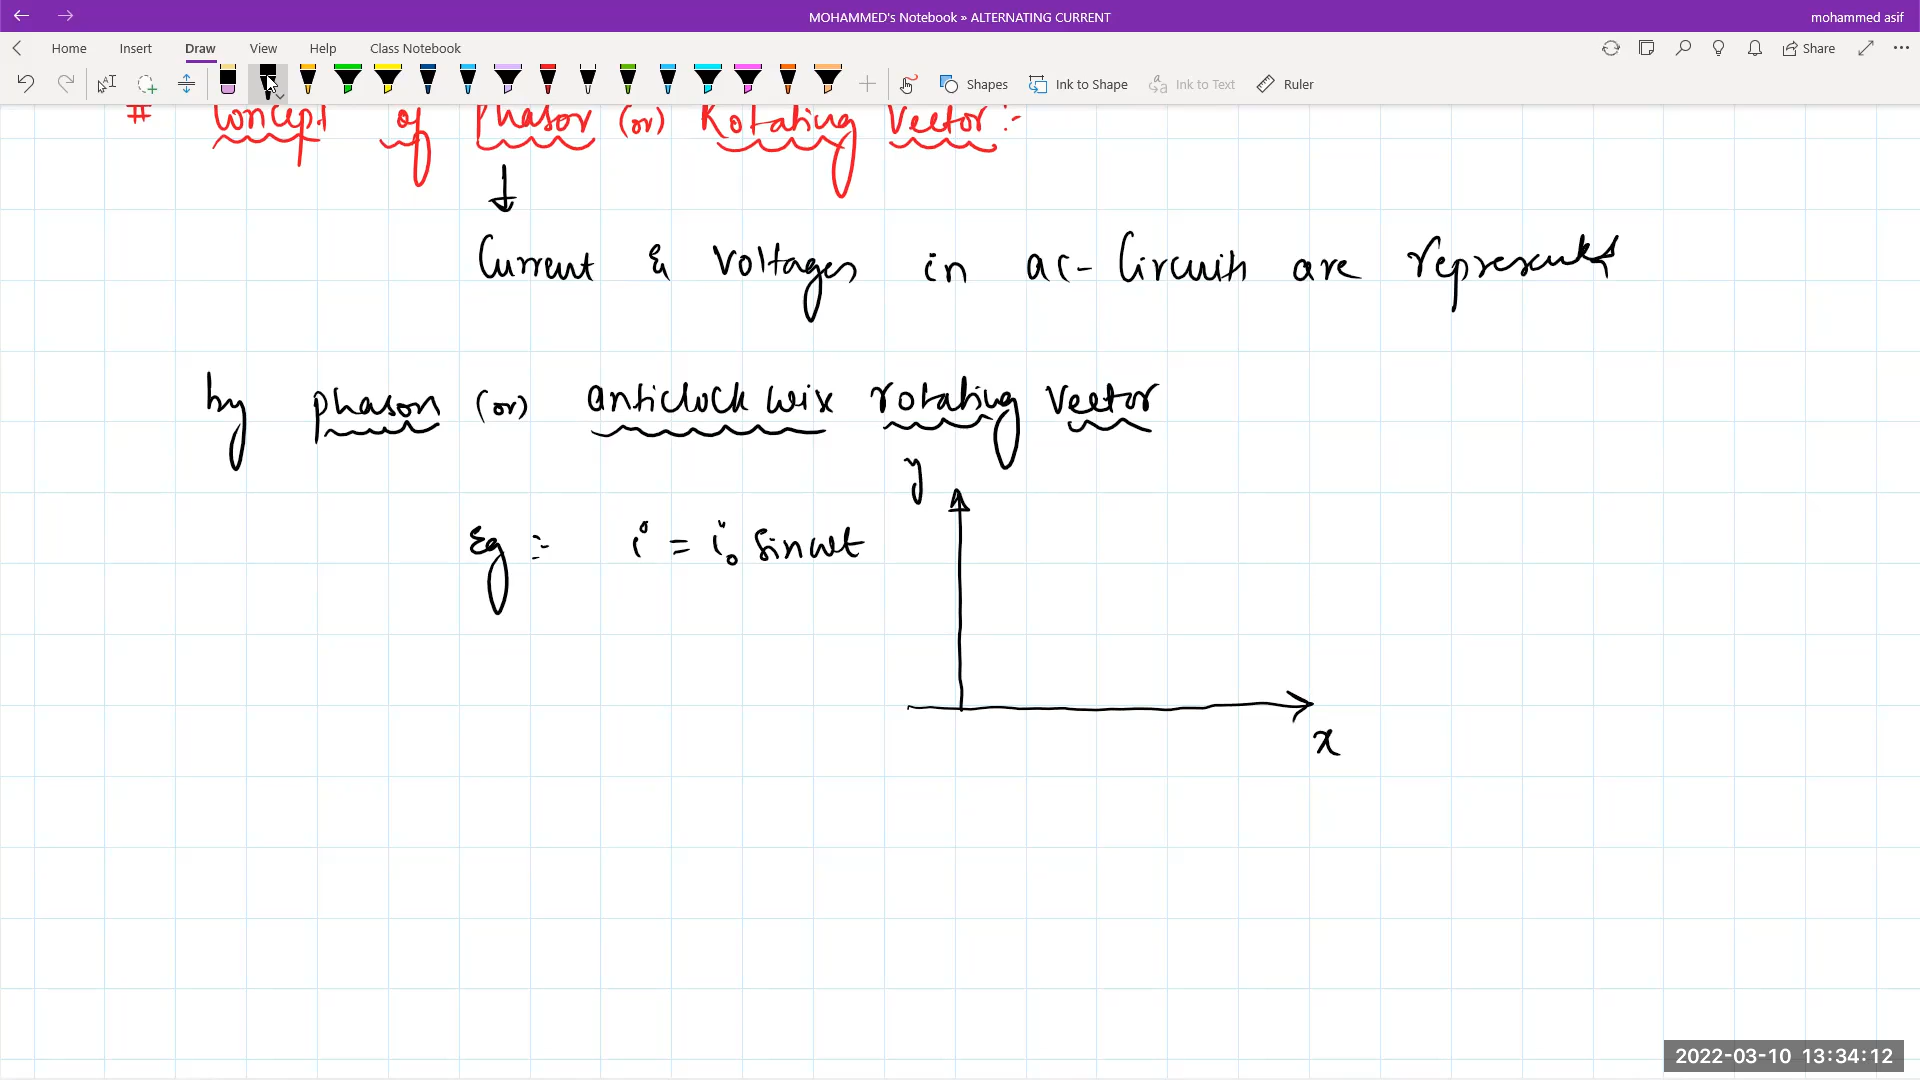 MOHAMMED's Notebook » ALTERNATING CURRENT
mohammed asif
Home Insert Draw View Help Class Notebook Share
Shapes Ink to Shape Ink to Text Ruler
# Concept of Phasor (or) Rotating Vector :-
Current & Voltages in ac- Circuits are represents
by phason (or) anticlock wise rotating Vector
y
Eg :- i = i₀ Sinωt
x
2022-03-10 13:34:12